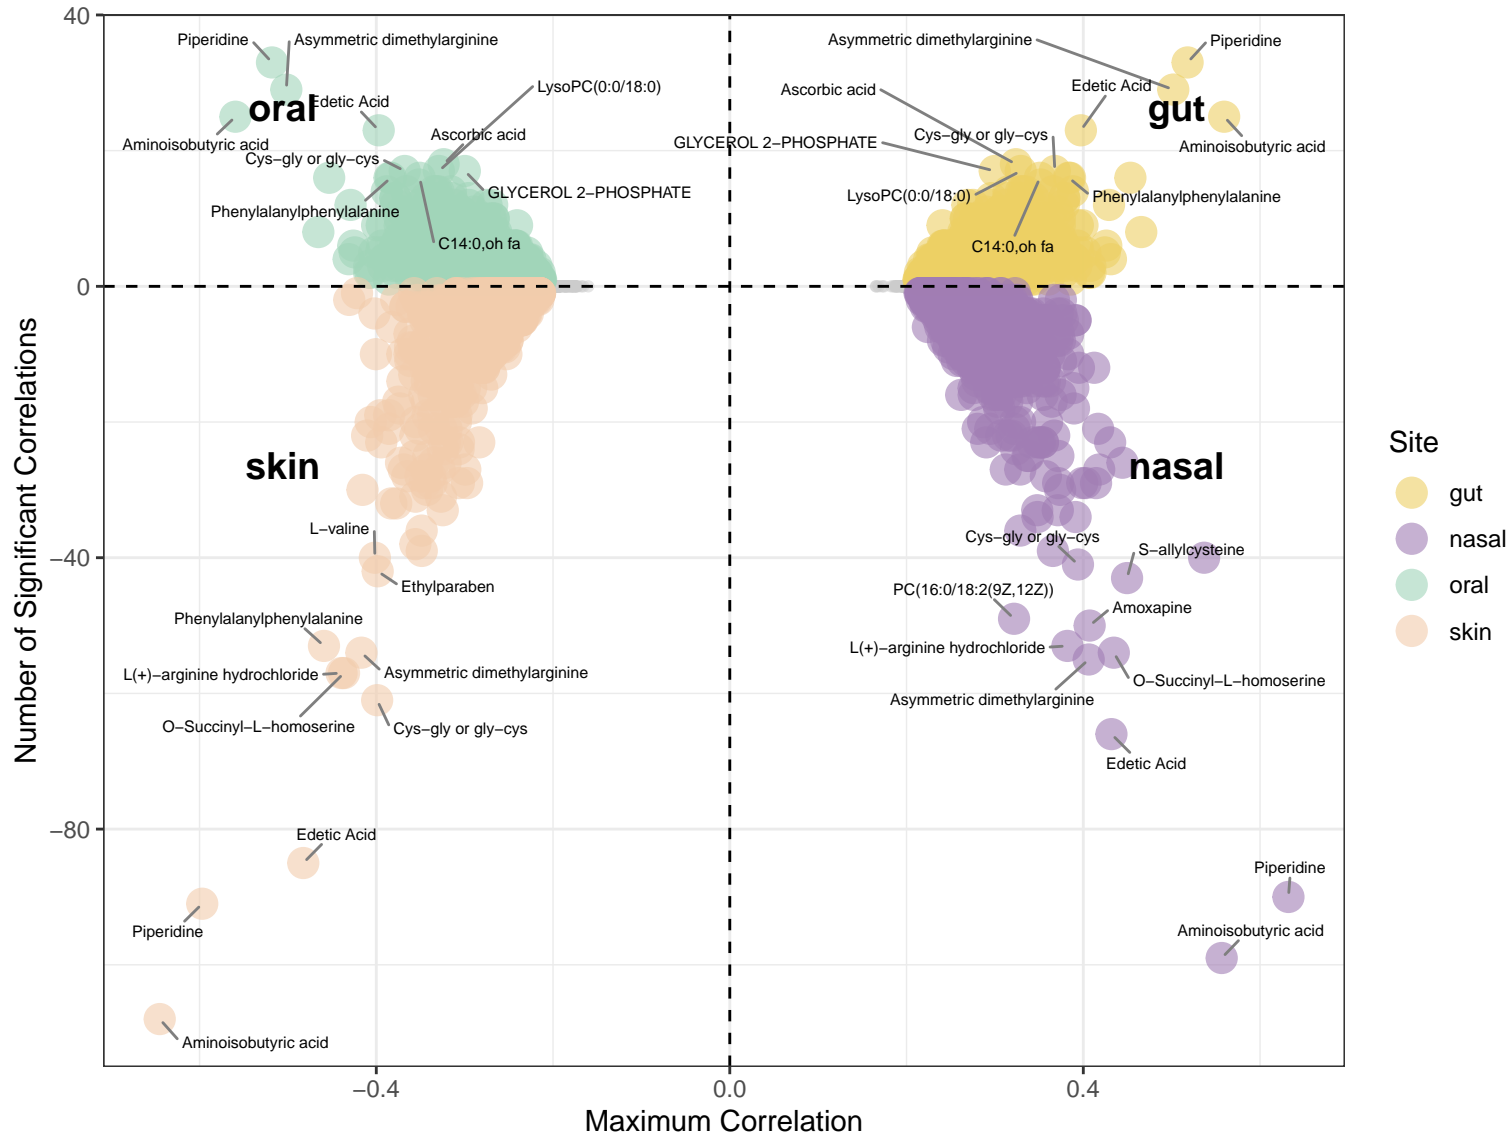 40
Piperidine
Asymmetric dimethylarginine
Asymmetric dimethylarginine
Piperidine
LysoPC(0:0/18:0)
Ascorbic acid
Edetic Acid
Edetic Acid
oral
gut
Aminoisobutyric acid
Ascorbic acid
GLYCEROL 2−PHOSPHATE
Cys−gly or gly−cys
Aminoisobutyric acid
Cys−gly or gly−cys
GLYCEROL 2−PHOSPHATE
LysoPC(0:0/18:0)
Phenylalanylphenylalanine
Phenylalanylphenylalanine
C14:0,oh fa
C14:0,oh fa
0
skin
nasal
L−valine
Cys−gly or gly−cys
S−allylcysteine
−40
Ethylparaben
PC(16:0/18:2(9Z,12Z))
Amoxapine
Phenylalanylphenylalanine
L(+)−arginine hydrochloride
L(+)−arginine hydrochloride
Asymmetric dimethylarginine
O−Succinyl−L−homoserine
Asymmetric dimethylarginine
O−Succinyl−L−homoserine
Cys−gly or gly−cys
Edetic Acid
−80
Edetic Acid
Piperidine
Piperidine
Aminoisobutyric acid
Aminoisobutyric acid
−0.4
0.0
0.4
Maximum Correlation
Number of Significant Correlations
Site
gut
nasal
oral
skin